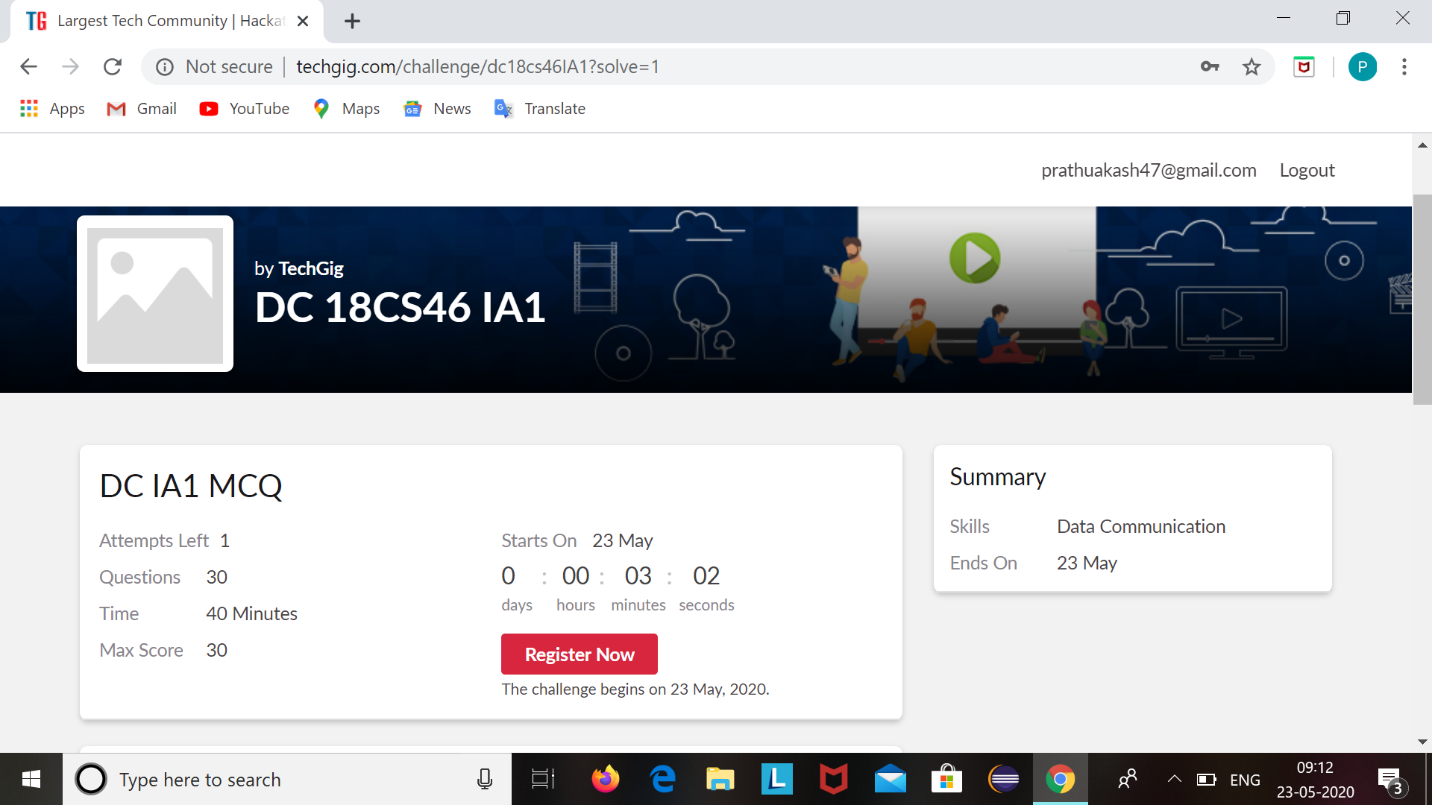 TG Largest Tech Community | Hacka
Not secure | techgig.com/challenge/dc18cs46IA1?solve=1
P
Apps Gmail YouTube Maps News Translate
prathuakash47@gmail.com Logout
by TechGig
DC 18CS46 IA1
DC IA1 MCQ
Attempts Left 1
Questions 30
Time 40 Minutes
Max Score 30
Starts On 23 May
0 : 00 : 03 : 02
days hours minutes seconds
Register Now
The challenge begins on 23 May, 2020.
Summary
Skills Data Communication
Ends On 23 May
Type here to search
L
ENG
09:12
23-05-2020
3